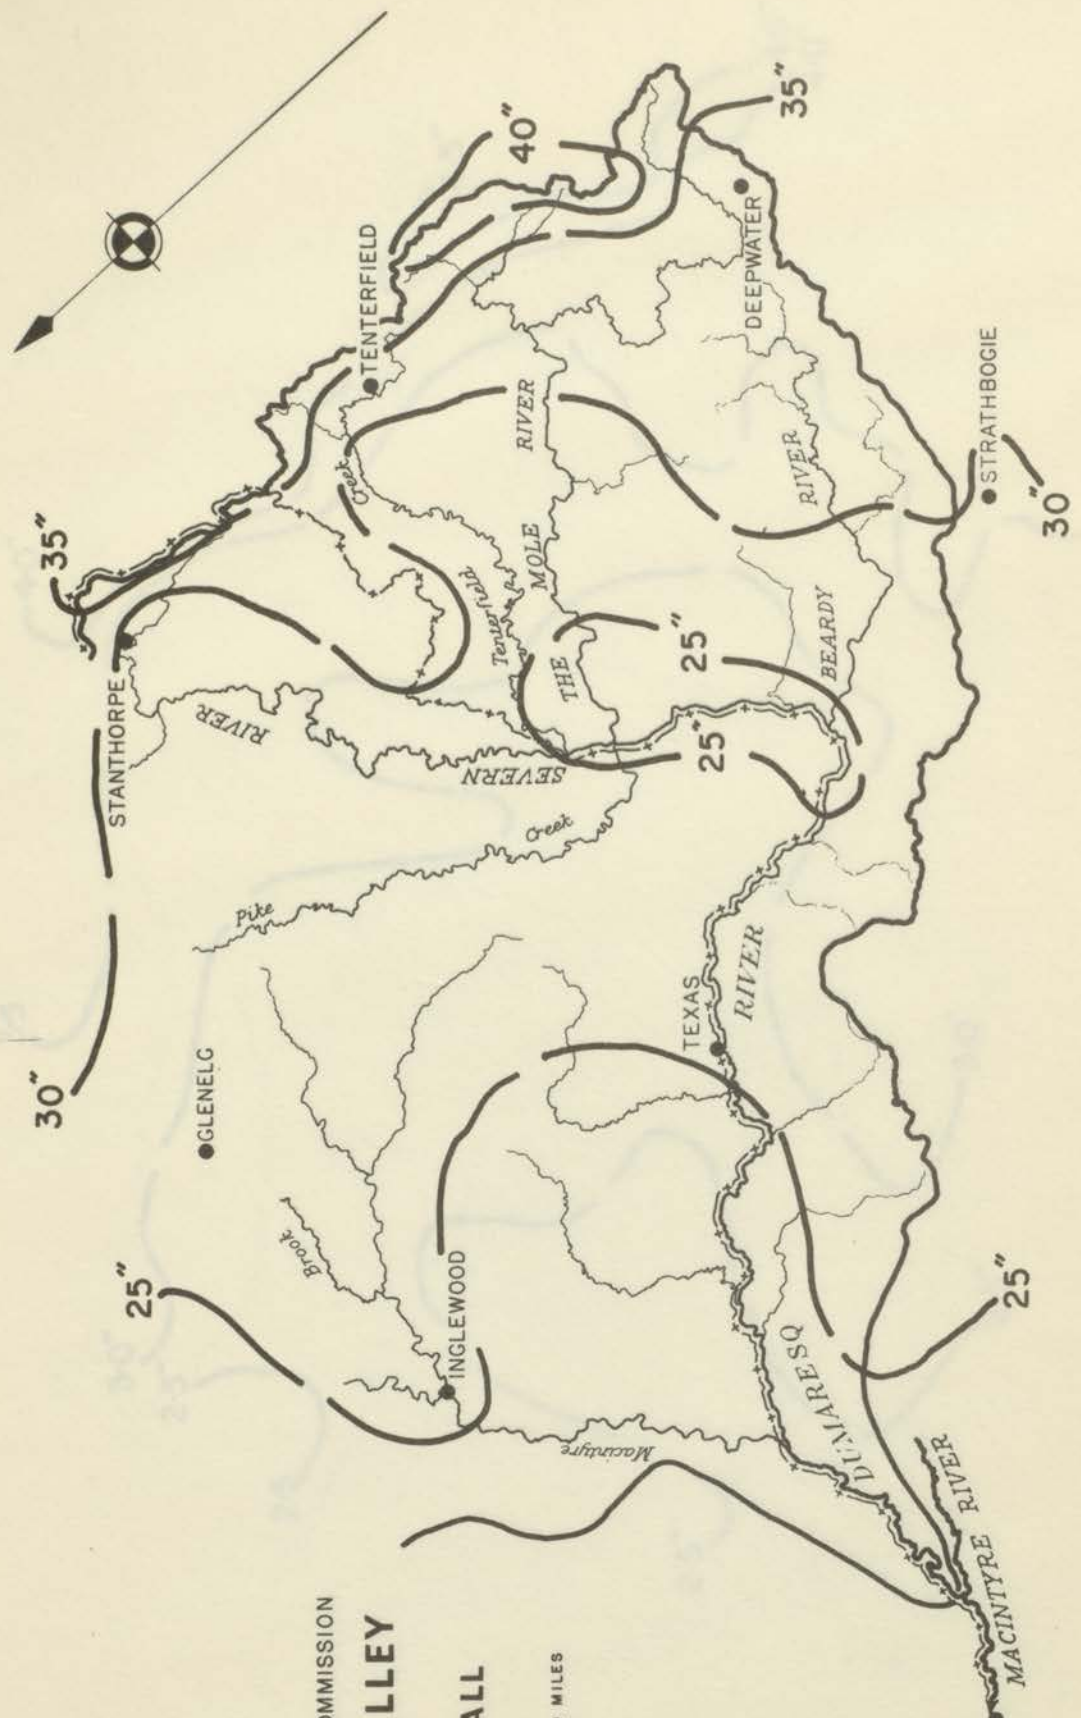 OMMISSION
LLEY
ALL
MILES
35"
40"
35"
TENTERFIELD
DEEPWATER
STRATHBOGIE
30"
STANTHORPE
RIVER
SEVERN
Creek
Tenterfield
THE MOLE RIVER
BEARDY RIVER
25"
25"
Pike Creek
30"
GLENELG
TEXAS
25"
Brook
INGLEWOOD
Macintyre
DUMARESQ RIVER
25"
MACINTYRE RIVER